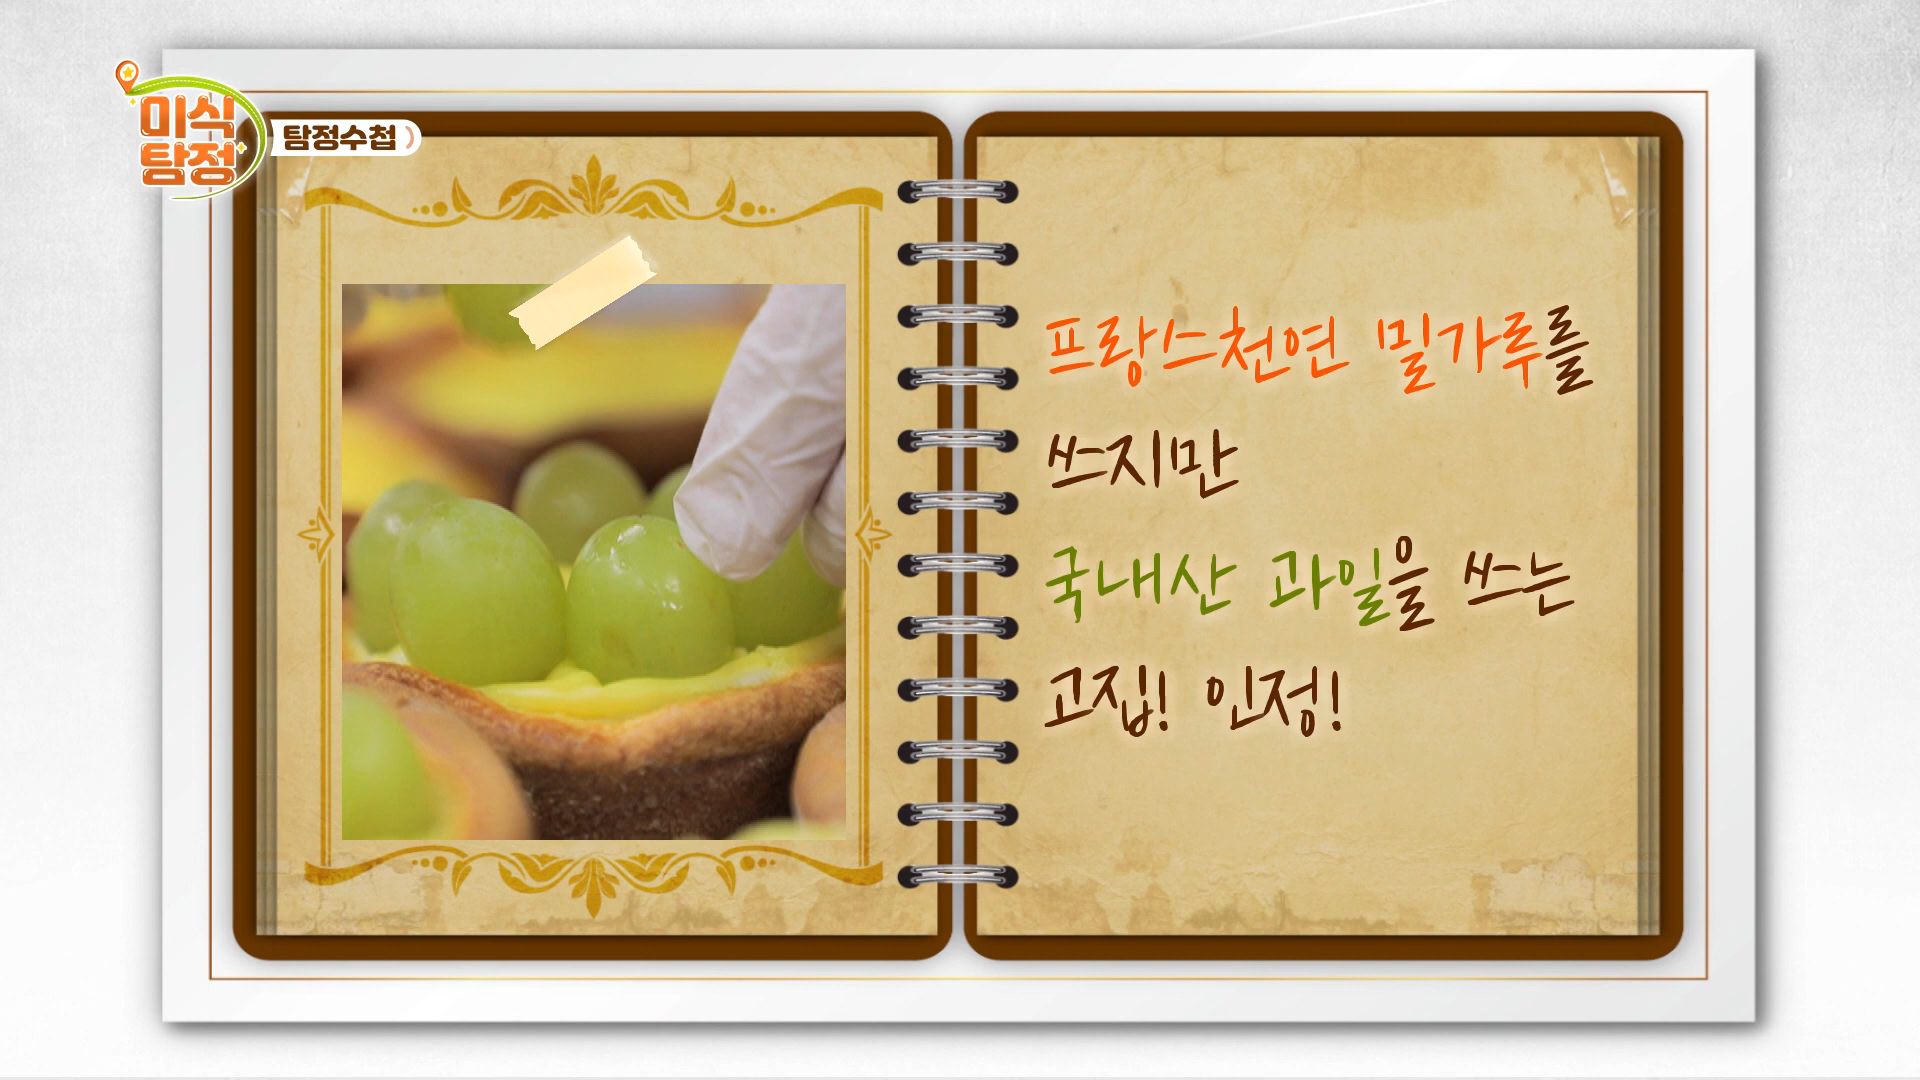 미식
탐정
탐정수첩
프랑스천연 밀가루를
쓰지만
국내산 과일을 쓰는
고집! 인정!